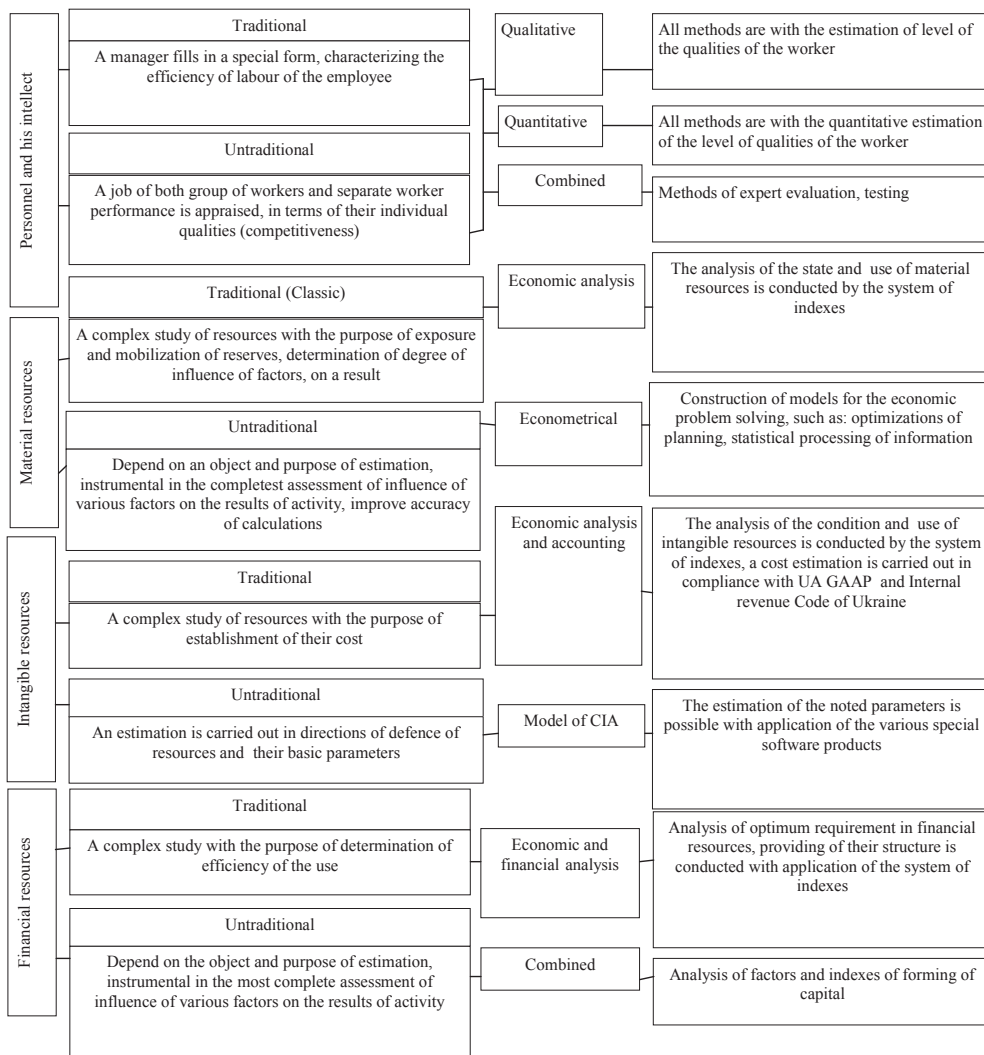 Personnel and his intellect
Traditional
A manager fills in a special form, characterizing the
efficiency of labour of the employee
Untraditional
A job of both group of workers and separate worker
performance is appraised, in terms of their individual
qualities (competitiveness)
Qualitative
All methods are with the estimation of level of
the qualities of the worker
Quantitative
All methods are with the quantitative estimation
of the level of qualities of the worker
Combined
Methods of expert evaluation, testing
Material resources
Traditional (Classic)
A complex study of resources with the purpose of exposure
and mobilization of reserves, determination of degree of
influence of factors, on a result
Economic analysis
The analysis of the state and use of material
resources is conducted by the system of
indexes
Untraditional
Depend on an object and purpose of estimation,
instrumental in the completest assessment of influence of
various factors on the results of activity, improve accuracy
of calculations
Econometrical
Construction of models for the economic
problem solving, such as: optimizations of
planning, statistical processing of information
Intangible resources
Traditional
A complex study of resources with the purpose of
establishment of their cost
Economic analysis
and accounting
The analysis of the condition and use of
intangible resources is conducted by the system
of indexes, a cost estimation is carried out in
compliance with UA GAAP and Internal
revenue Code of Ukraine
Untraditional
An estimation is carried out in directions of defence of
resources and their basic parameters
Model of CIA
The estimation of the noted parameters is
possible with application of the various special
software products
Financial resources
Traditional
A complex study with the purpose of determination of
efficiency of the use
Economic and
financial analysis
Analysis of optimum requirement in financial
resources, providing of their structure is
conducted with application of the system of
indexes
Untraditional
Depend on the object and purpose of estimation,
instrumental in the most complete assessment of
influence of various factors on the results of activity
Combined
Analysis of factors and indexes of forming of
capital